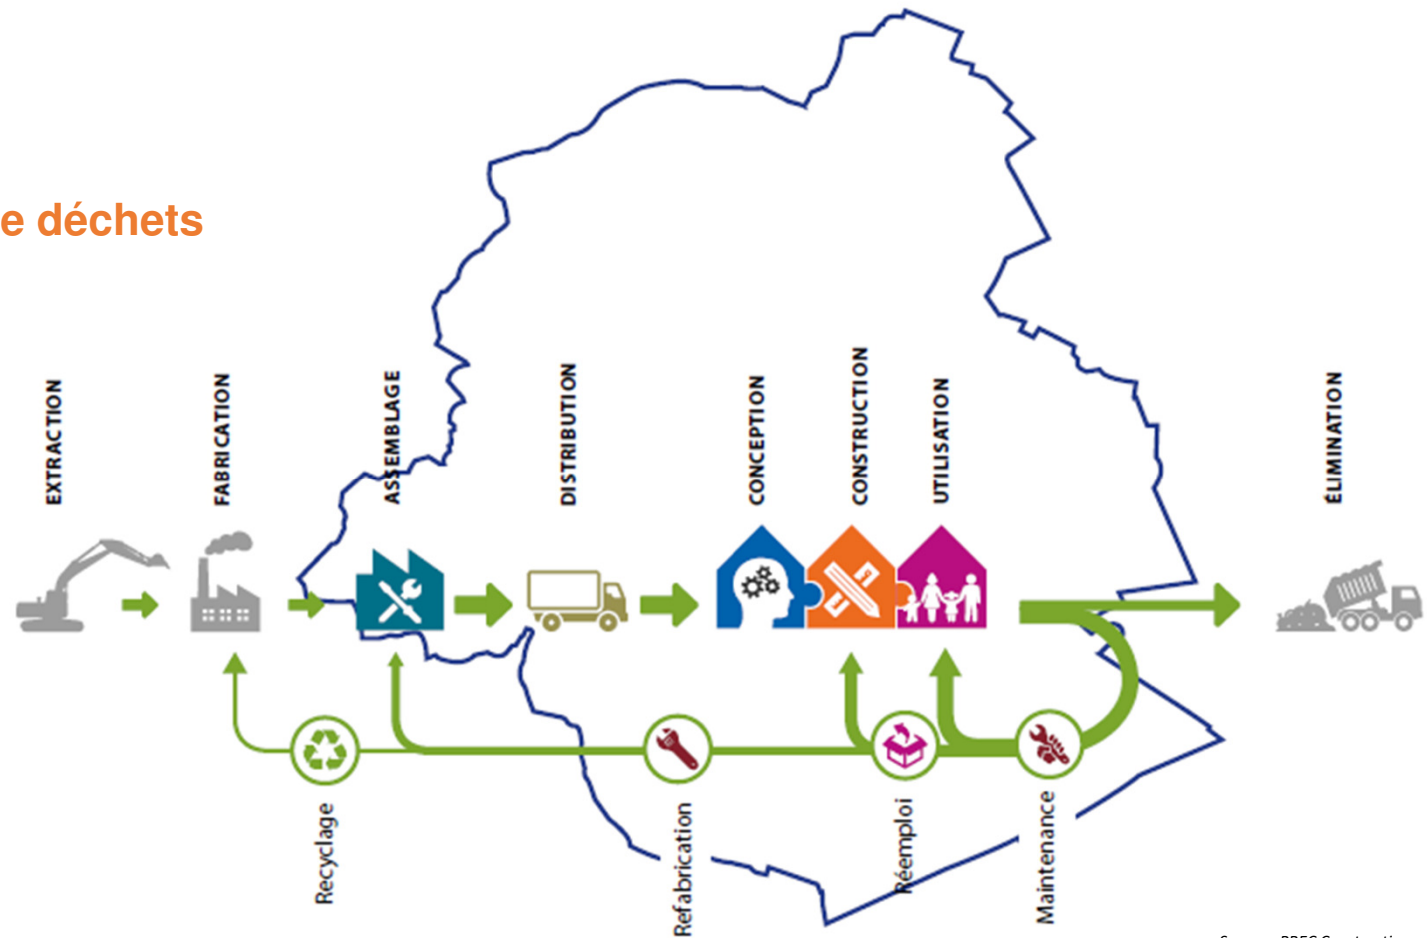 e déchets
EXTRACTION
FABRICATION
ASSEMBLAGE
DISTRIBUTION
CONCEPTION
CONSTRUCTION
UTILISATION
ÉLIMINATION
Recyclage
Refabrication
Réemploi
Maintenance